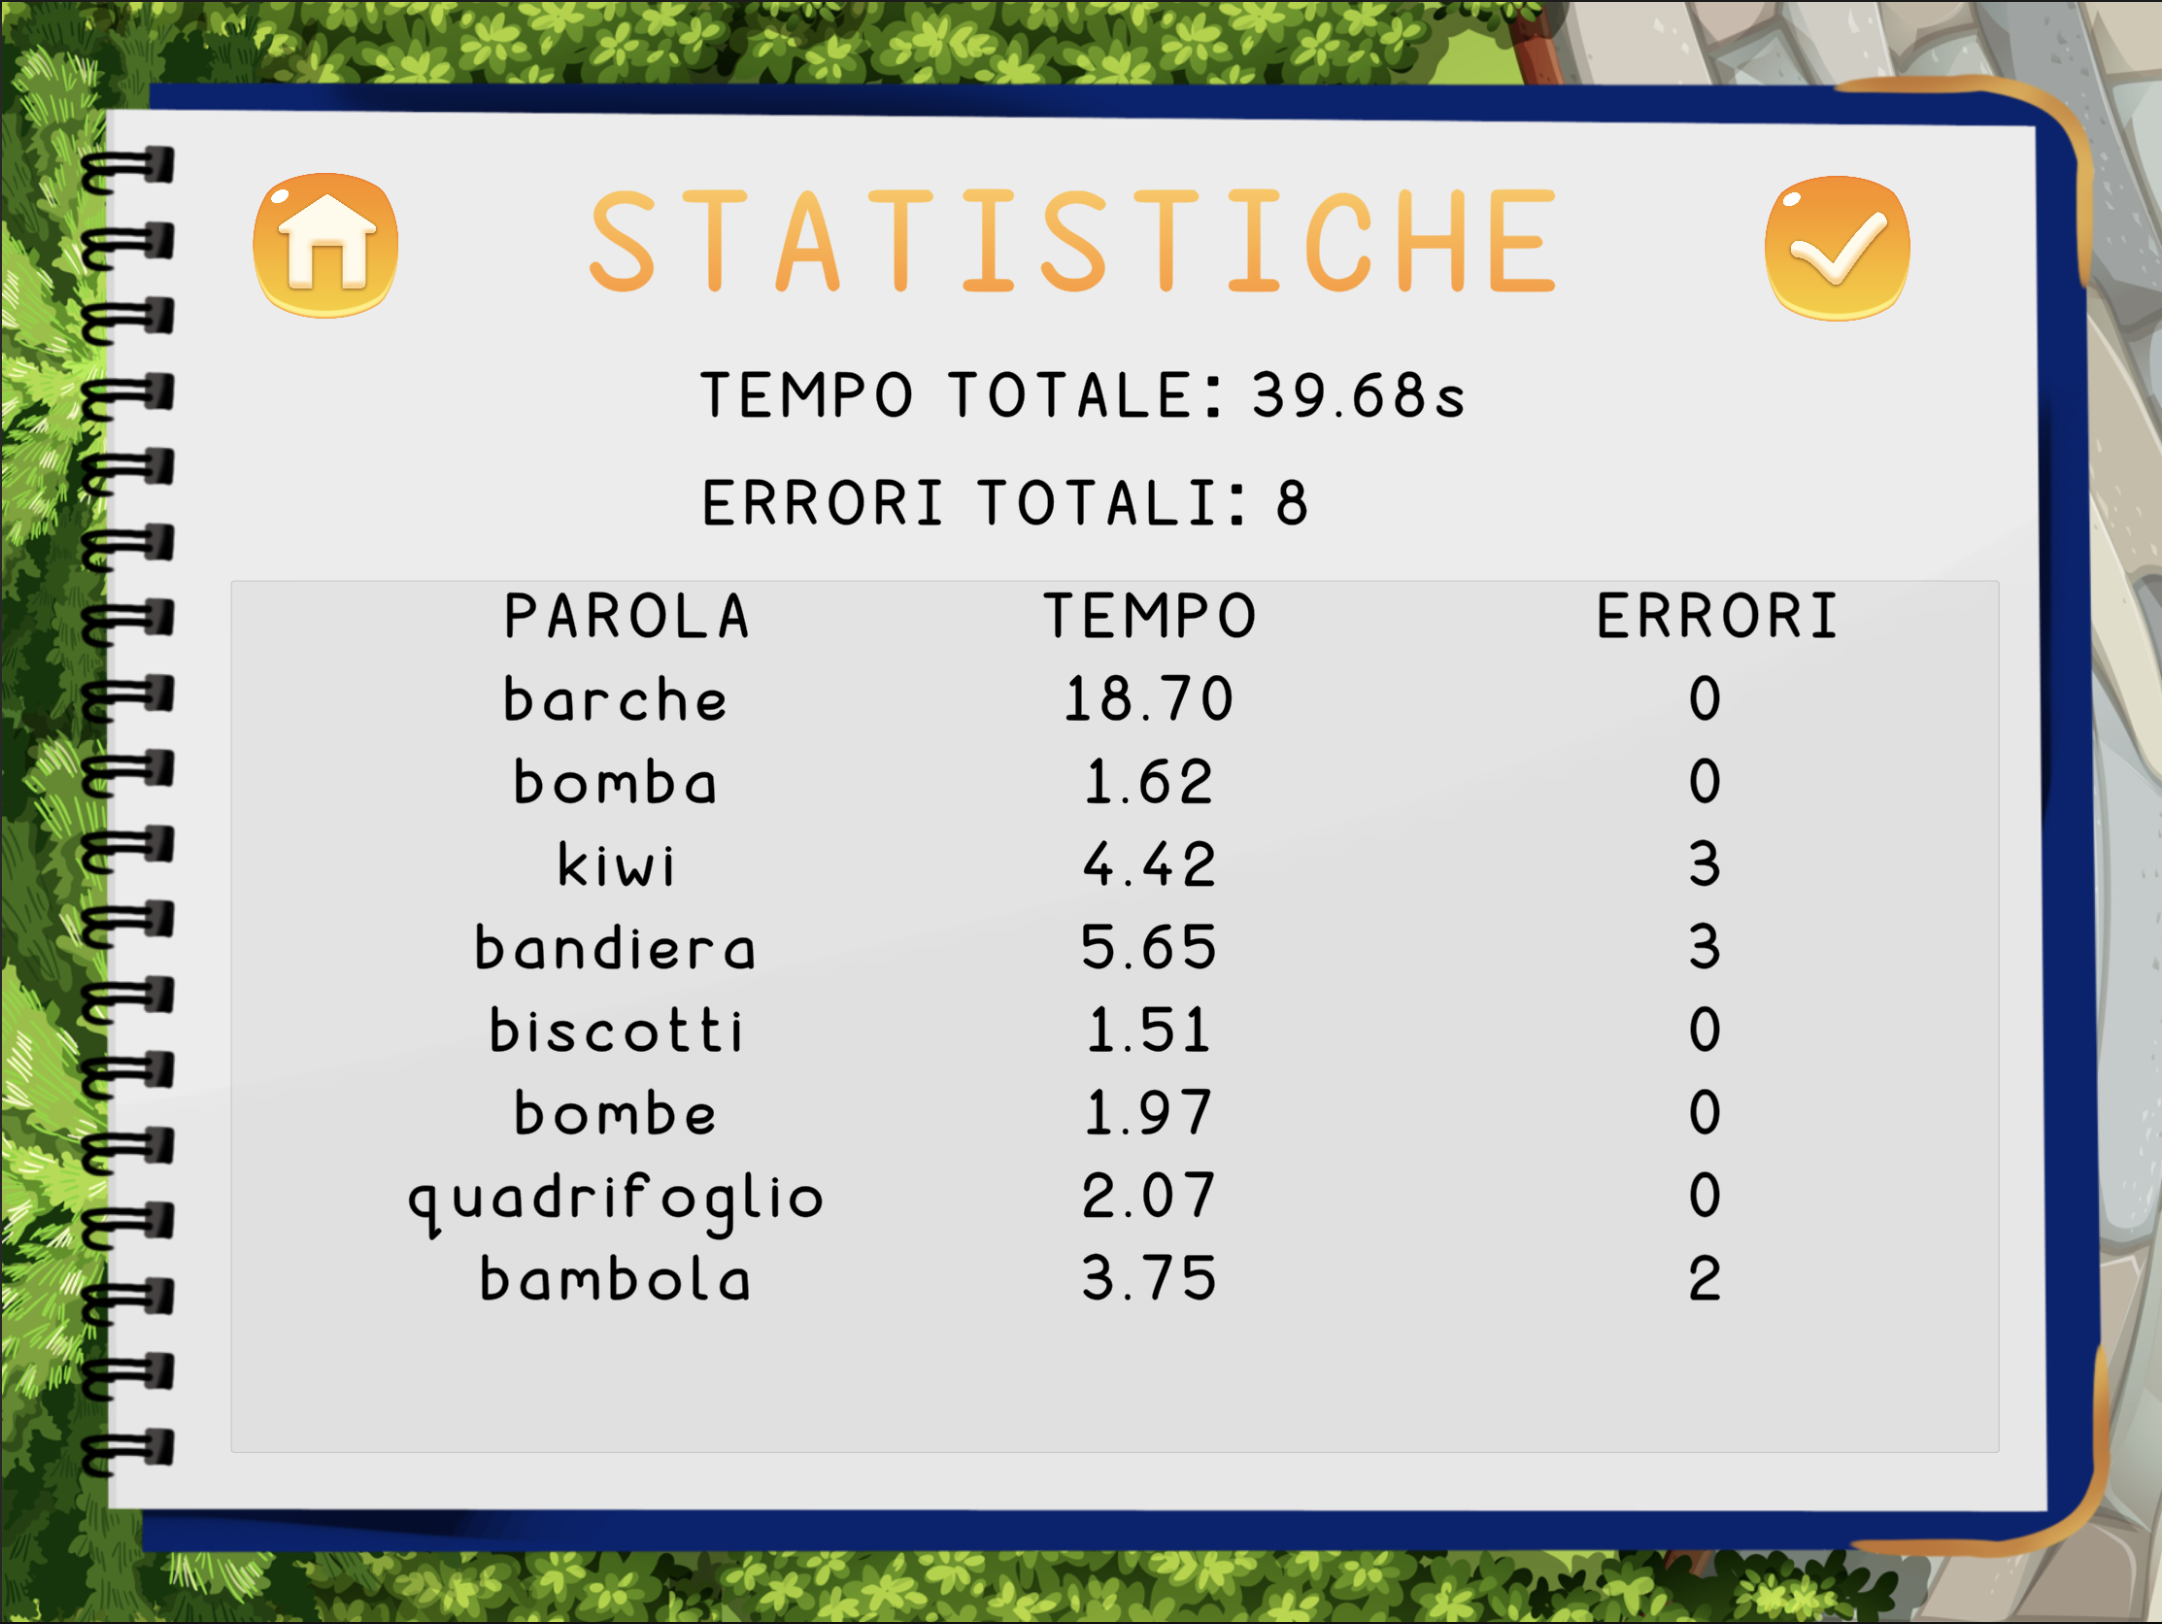 STATISTICHE
TEMPO TOTALE: 39.68s
ERRORI TOTALI: 8
PAROLA TEMPO ERRORI
barche 18.70 0
bomba 1.62 0
kiwi 4.42 3
bandiera 5.65 3
biscotti 1.51 0
bombe 1.97 0
quadrifoglio 2.07 0
bambola 3.75 2